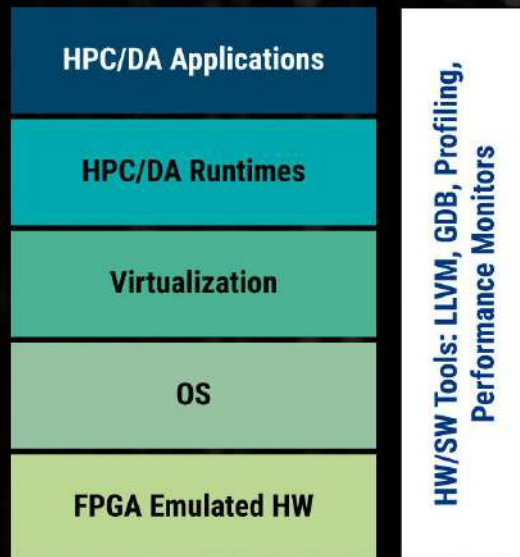 HPC/DA Applications
HPC/DA Runtimes
Virtualization
OS
FPGA Emulated HW
HW/SW Tools: LLVM, GDB, Profiling,
Performance Monitors